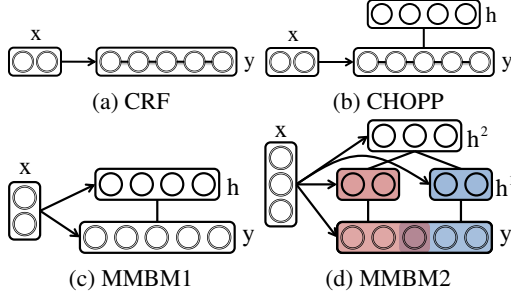 h
x
x
y
y
(a) CRF
(b) CHOPP
x
h²
x
h
h¹
y
y
(c) MMBM1
(d) MMBM2